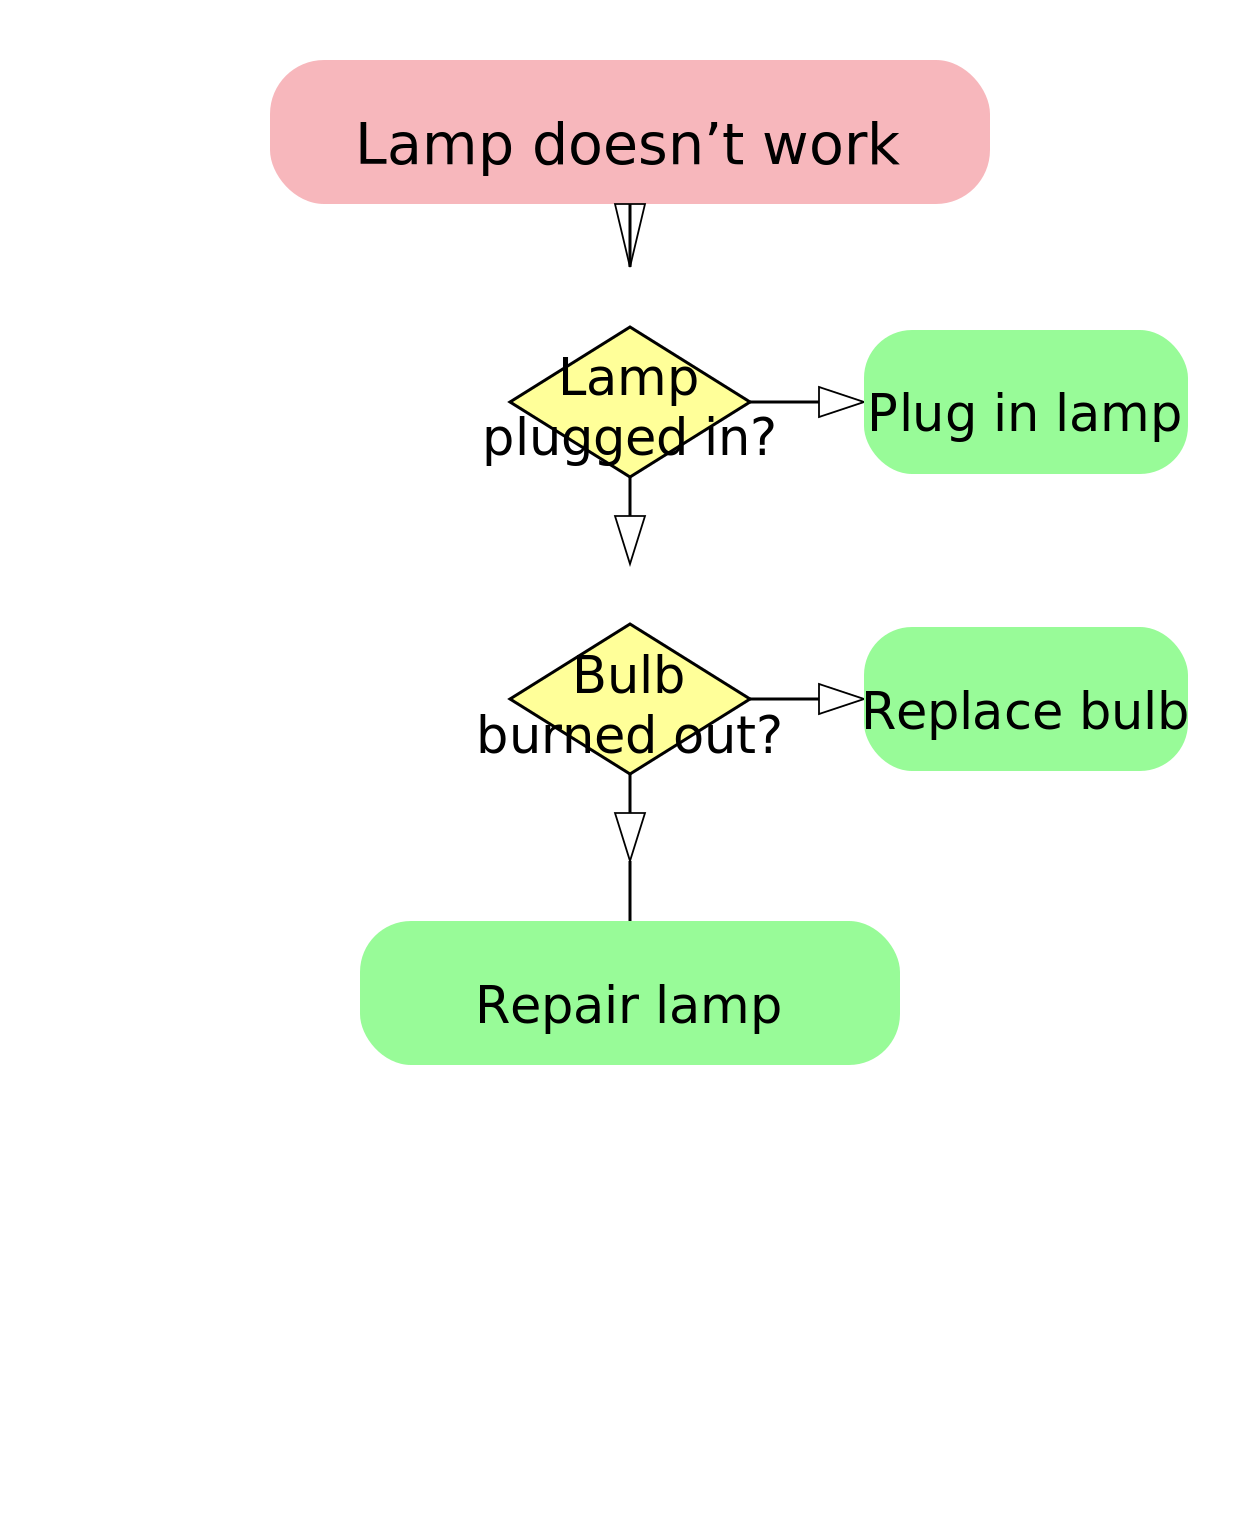 Lamp doesn’t work
Lamp
plugged in?
Plug in lamp
Bulb
burned out?
Replace bulb
Repair lamp